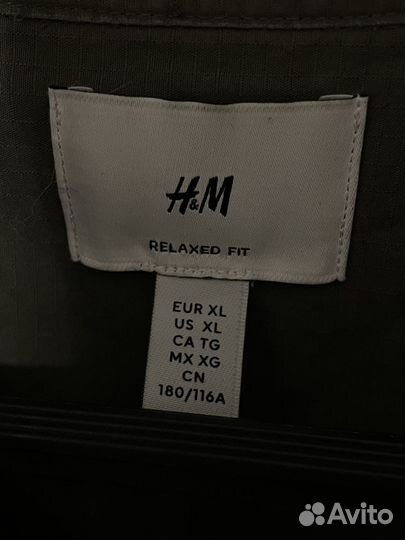 H&M
RELAXED FIT
EUR XL
US XL
CA TG
MX XG
CN
180/116A
Avito